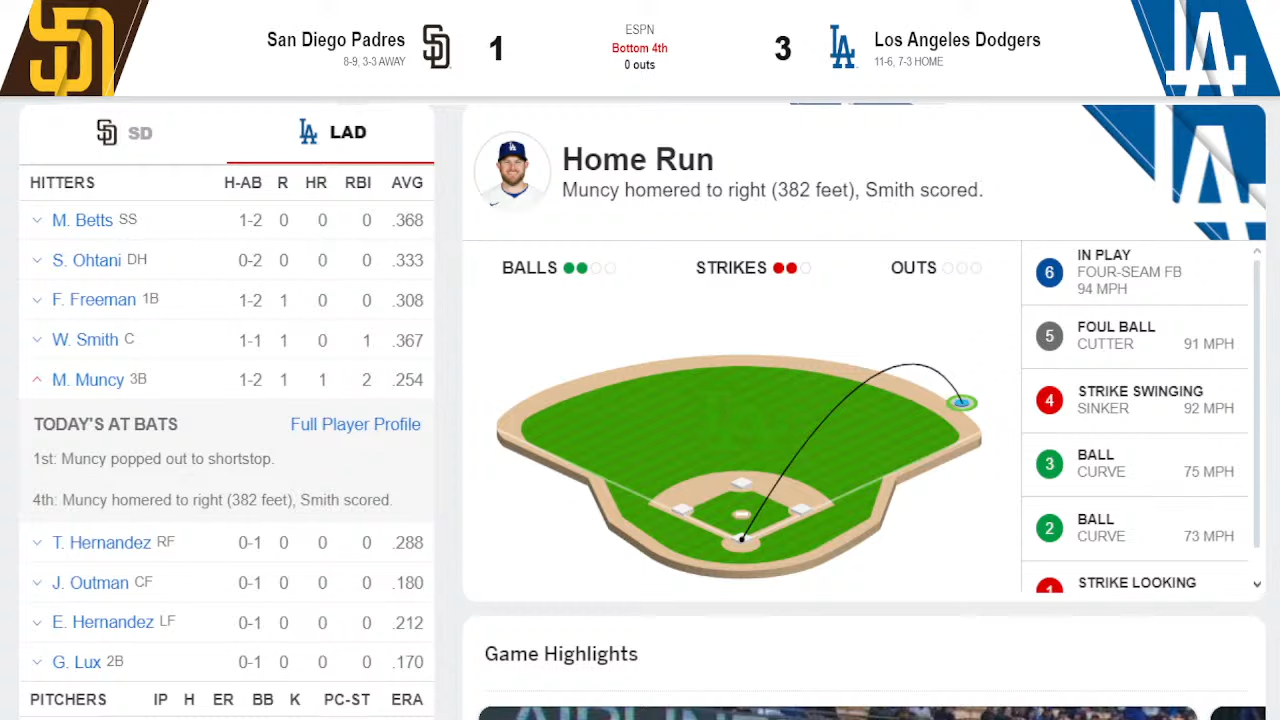 San Diego Padres
8-9, 3-3 AWAY
SD
1
ESPN
Bottom 4th
0 outs
3
LA
Los Angeles Dodgers
11-6, 7-3 HOME
SD
LAD
HITTERS H-AB R HR RBI AVG
M. Betts SS 1-2 0 0 0 .368
S. Ohtani DH 0-2 0 0 0 .333
F. Freeman 1B 1-2 1 0 0 .308
W. Smith C 1-1 1 0 1 .367
M. Muncy 3B 1-2 1 1 2 .254
TODAY'S AT BATS Full Player Profile
1st: Muncy popped out to shortstop.
4th: Muncy homered to right (382 feet), Smith scored.
T. Hernandez RF 0-1 0 0 0 .288
J. Outman CF 0-1 0 0 0 .180
E. Hernandez LF 0-1 0 0 0 .212
G. Lux 2B 0-1 0 0 0 .170
PITCHERS IP H ER BB K PC-ST ERA
Home Run
Muncy homered to right (382 feet), Smith scored.
BALLS STRIKES OUTS
6 IN PLAY
FOUR-SEAM FB
94 MPH
5 FOUL BALL
CUTTER 91 MPH
4 STRIKE SWINGING
SINKER 92 MPH
3 BALL
CURVE 75 MPH
2 BALL
CURVE 73 MPH
1 STRIKE LOOKING
Game Highlights